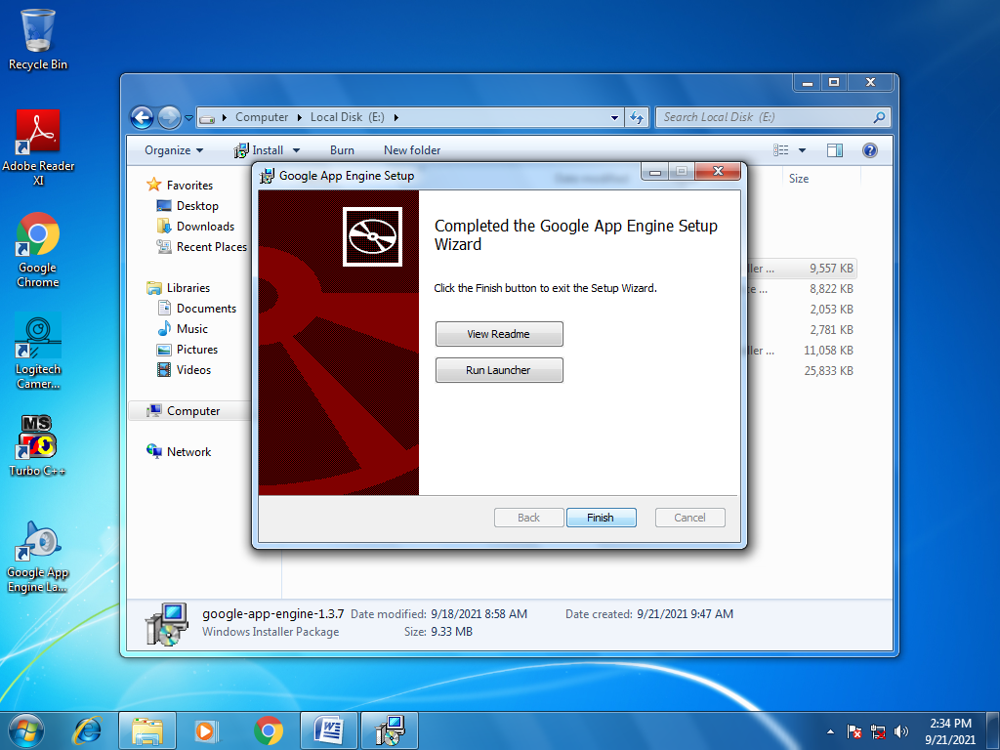 Recycle Bin
Adobe Reader
XI
Google
Chrome
Logitech
Camer...
MS
Turbo C++
Google App
Engine La...
Computer
Local Disk (E:)
Search Local Disk (E:)
Organize
Install
Burn
New folder
Favorites
Desktop
Downloads
Recent Places
Libraries
Documents
Music
Pictures
Videos
Computer
Network
Date modified
Size
ller ...
9,557 KB
ce ...
8,822 KB
2,053 KB
2,781 KB
ller ...
11,058 KB
25,833 KB
Google App Engine Setup
Completed the Google App Engine Setup
Wizard
Click the Finish button to exit the Setup Wizard.
View Readme
Run Launcher
Back
Finish
Cancel
google-app-engine-1.3.7
Date modified: 9/18/2021 8:58 AM
Date created: 9/21/2021 9:47 AM
Windows Installer Package
Size: 9.33 MB
2:34 PM
9/21/2021